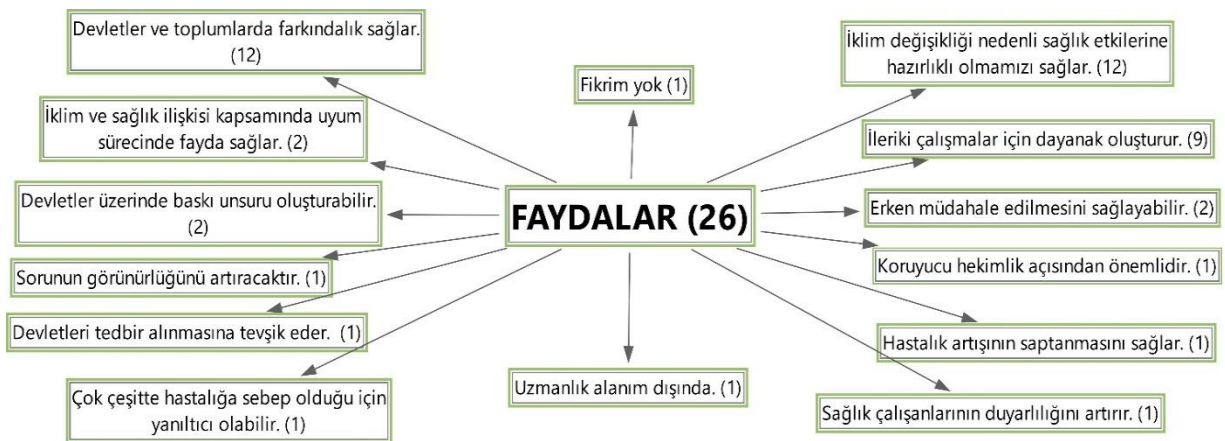 Devletler ve toplumlarda farkındalık sağlar.
(12)
İklim değişikliği nedenli sağlık etkilerine
hazırlıklı olmamızı sağlar. (12)
Fikrim yok (1)
İklim ve sağlık ilişkisi kapsamında uyum
sürecinde fayda sağlar. (2)
İleriki çalışmalar için dayanak oluşturur. (9)
Devletler üzerinde baskı unsuru oluşturabilir.
(2)
FAYDALAR (26)
Erken müdahale edilmesini sağlayabilir. (2)
Sorunun görünürlüğünü artıracaktır. (1)
Koruyucu hekimlik açısından önemlidir. (1)
Devletleri tedbir alınmasına tevşik eder. (1)
Hastalık artışının saptanmasını sağlar. (1)
Çok çeşitte hastalığa sebep olduğu için
yanıltıcı olabilir. (1)
Uzmanlık alanım dışında. (1)
Sağlık çalışanlarının duyarlılığını artırır. (1)